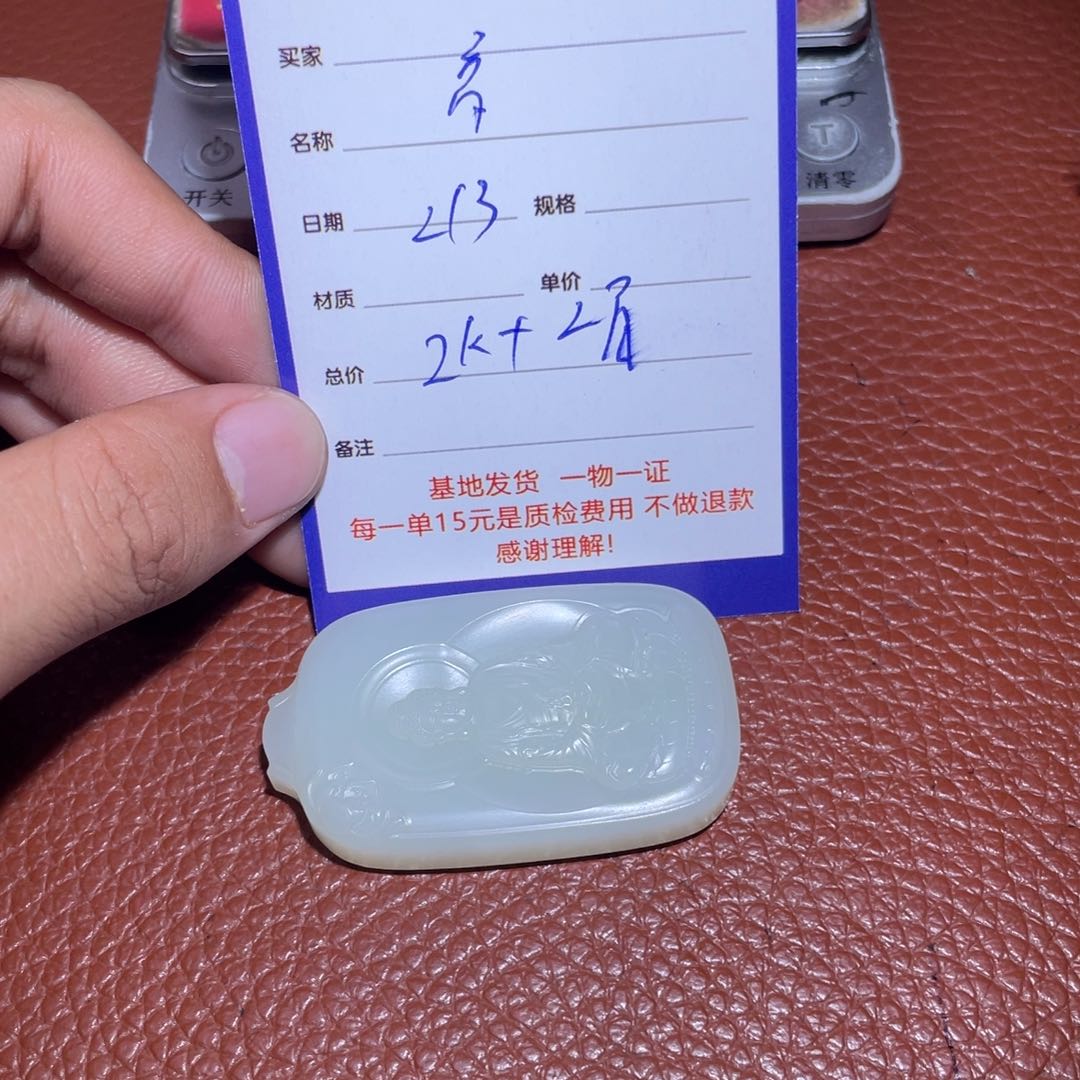 买家
名称
日期 213 规格
材质 单价
总价 2K+
备注
基地发货 一物一证
每一单15元是质检费用 不做退款
感谢理解!
开关
T
清零